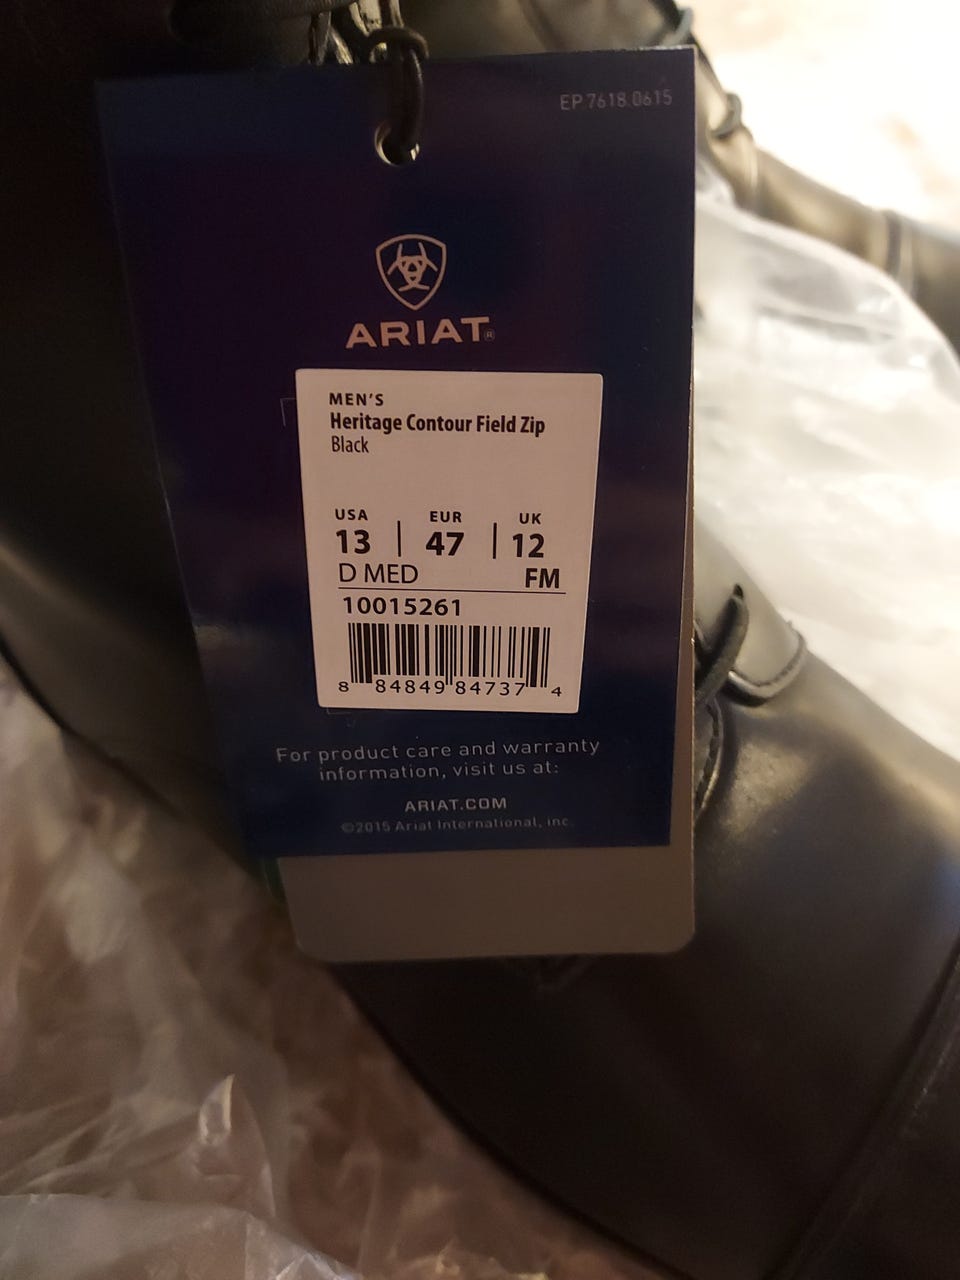 EP 7618.0615
ARIAT®
MEN'S
Heritage Contour Field Zip
Black
USA | EUR | UK
13 | 47 | 12
D MED FM
10015261
8 84849 84737 4
For product care and warranty
information, visit us at:
ARIAT.COM
©2015 Ariat International, inc.